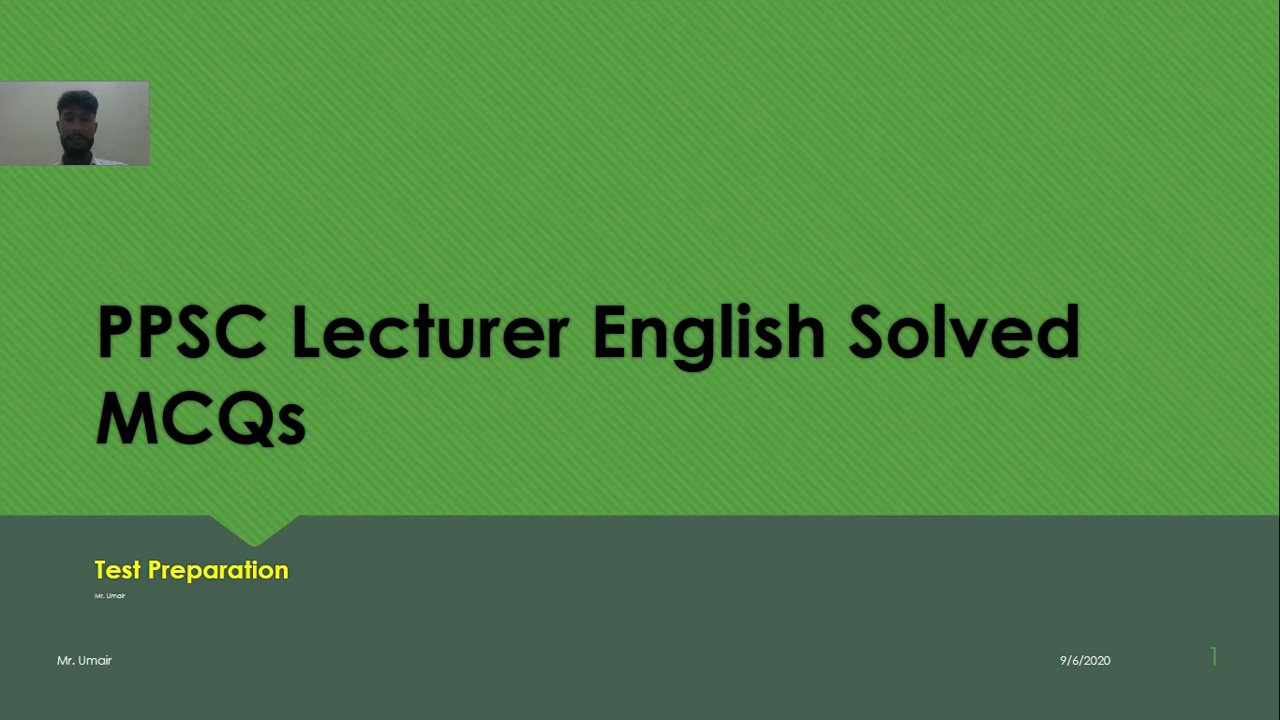 PPSC Lecturer English Solved
MCQs
Test Preparation
Mr. Umair
Mr. Umair
9/6/2020
1